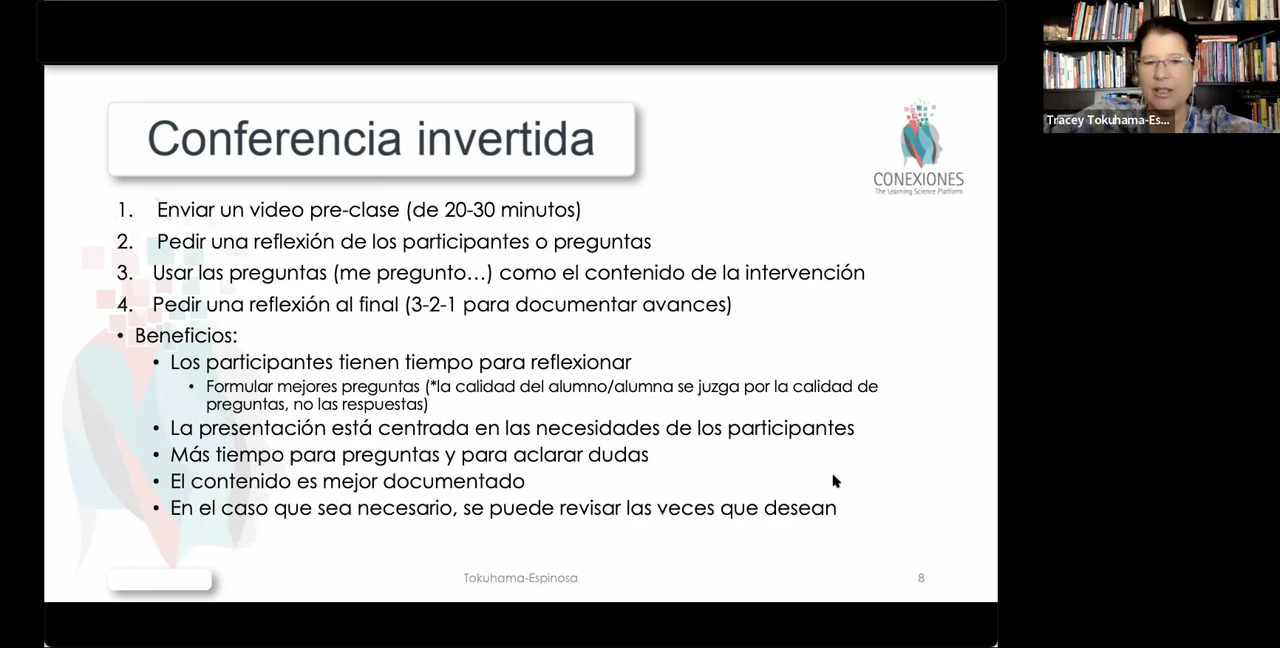 Conferencia invertida
CONEXIONES
The Learning Science Platform
1. Enviar un video pre-clase (de 20-30 minutos)
2. Pedir una reflexión de los participantes o preguntas
3. Usar las preguntas (me pregunto...) como el contenido de la intervención
4. Pedir una reflexión al final (3-2-1 para documentar avances)
• Beneficios:
• Los participantes tienen tiempo para reflexionar
• Formular mejores preguntas (*la calidad del alumno/alumna se juzga por la calidad de
preguntas, no las respuestas)
• La presentación está centrada en las necesidades de los participantes
• Más tiempo para preguntas y para aclarar dudas
• El contenido es mejor documentado
• En el caso que sea necesario, se puede revisar las veces que desean
Tokuhama-Espinosa
8
Tracey Tokuhama-Es...